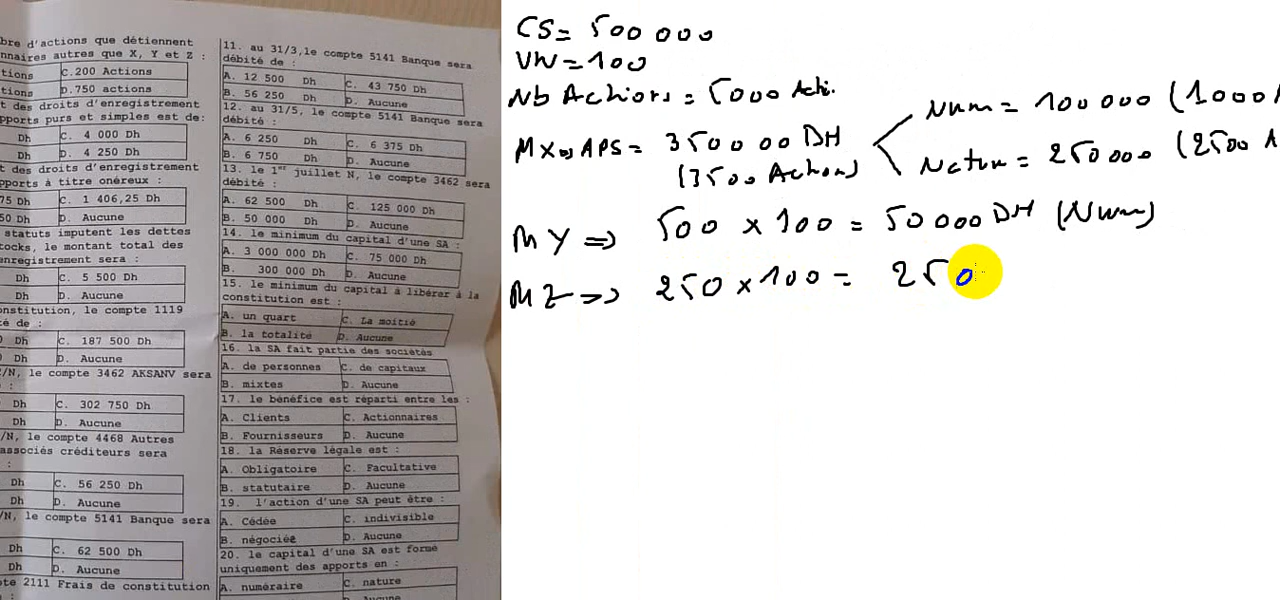 bre d'actions que détiennent
nnaires autres que X, Y et Z :
tions C.200 Actions
tions D.750 actions
t des droits d'enregistrement
pports purs et simples est de:
Dh C. 4 000 Dh
Dh D. 4 250 Dh
t des droits d'enregistrement
pports à titre onéreux :
75 Dh C. 1 406,25 Dh
50 Dh D. Aucune
statuts imputent les dettes
tocks, le montant total des
enregistrement sera :
Dh C. 5 500 Dh
Dh D. Aucune
onstitution, le compte 1119
té de :
Dh C. 187 500 Dh
Dh D. Aucune
/N, le compte 3462 AKSANV sera
:
Dh C. 302 750 Dh
Dh D. Aucune
/N, le compte 4468 Autres
associés créditeurs sera
:
Dh C. 56 250 Dh
Dh D. Aucune
/N, le compte 5141 Banque sera
Dh C. 62 500 Dh
Dh D. Aucune
pte 2111 Frais de constitution
:
11. au 31/3,le compte 5141 Banque sera
débité de :
A. 12 500 Dh C. 43 750 Dh
B. 56 250 Dh D. Aucune
12. au 31/5, le compte 5141 Banque sera
débité :
A. 6 250 Dh C. 6 375 Dh
B. 6 750 Dh D. Aucune
13. le 1er juillet N, le compte 3462 sera
débité :
A. 62 500 Dh C. 125 000 Dh
B. 50 000 Dh D. Aucune
14. le minimum du capital d'une SA :
A. 3 000 000 Dh C. 75 000 Dh
B. 300 000 Dh D. Aucune
15. le minimum du capital à libérer à la
constitution est :
A. un quart C. La moitié
B. la totalité D. Aucune
16. la SA fait partie des sociétés
A. de personnes C. de capitaux
B. mixtes D. Aucune
17. le bénéfice est réparti entre les :
A. Clients C. Actionnaires
B. Fournisseurs D. Aucune
18. la Réserve légale est :
A. Obligatoire C. Facultative
B. statutaire D. Aucune
19. l'action d'une SA peut être :
A. Cédée C. indivisible
B. négociée D. Aucune
20. le capital d'une SA est formé
uniquement des apports en :
A. numéraire C. nature
CS = 500 000
VN = 100
Nb Actions = 5000 Acti.
M X => APS = 350 000 DH
(3500 Action)
Num = 100 000 (1000 A
Nature = 250 000 (2500 A
M Y => 500 x 100 = 50 000 DH (Num)
M Z => 250 x 100 = 250